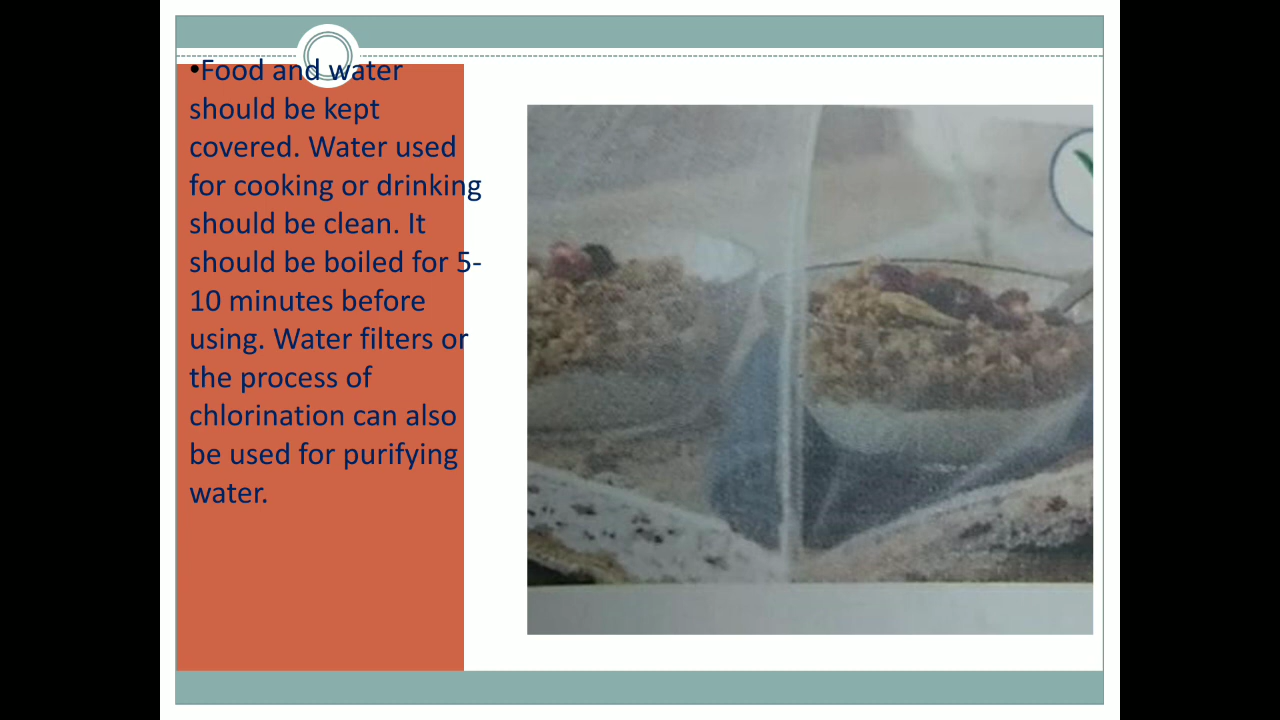 •Food and water
should be kept
covered. Water used
for cooking or drinking
should be clean. It
should be boiled for 5-
10 minutes before
using. Water filters or
the process of
chlorination can also
be used for purifying
water.